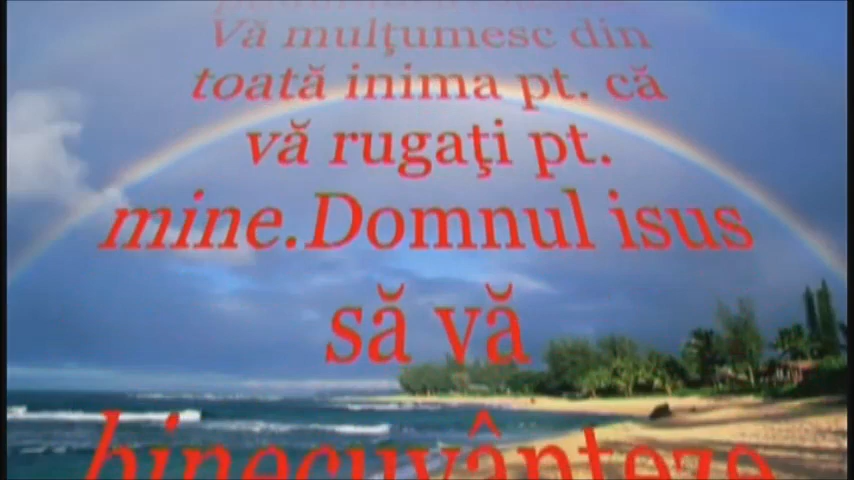 Vă mulţumesc din
toată inima pt. că
vă rugaţi pt.
mine.Domnul isus
să vă
binecuvânteze